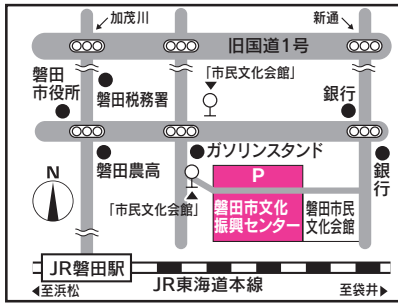 加茂川
新通
旧国道1号
「市民文化会館」
磐田
市役所
磐田税務署
銀行
磐田農高
ガソリンスタンド
銀行
N
P
「市民文化会館」
磐田市文化
振興センター
磐田市民
文化会館
JR磐田駅
JR東海道本線
◀至浜松
至袋井▶